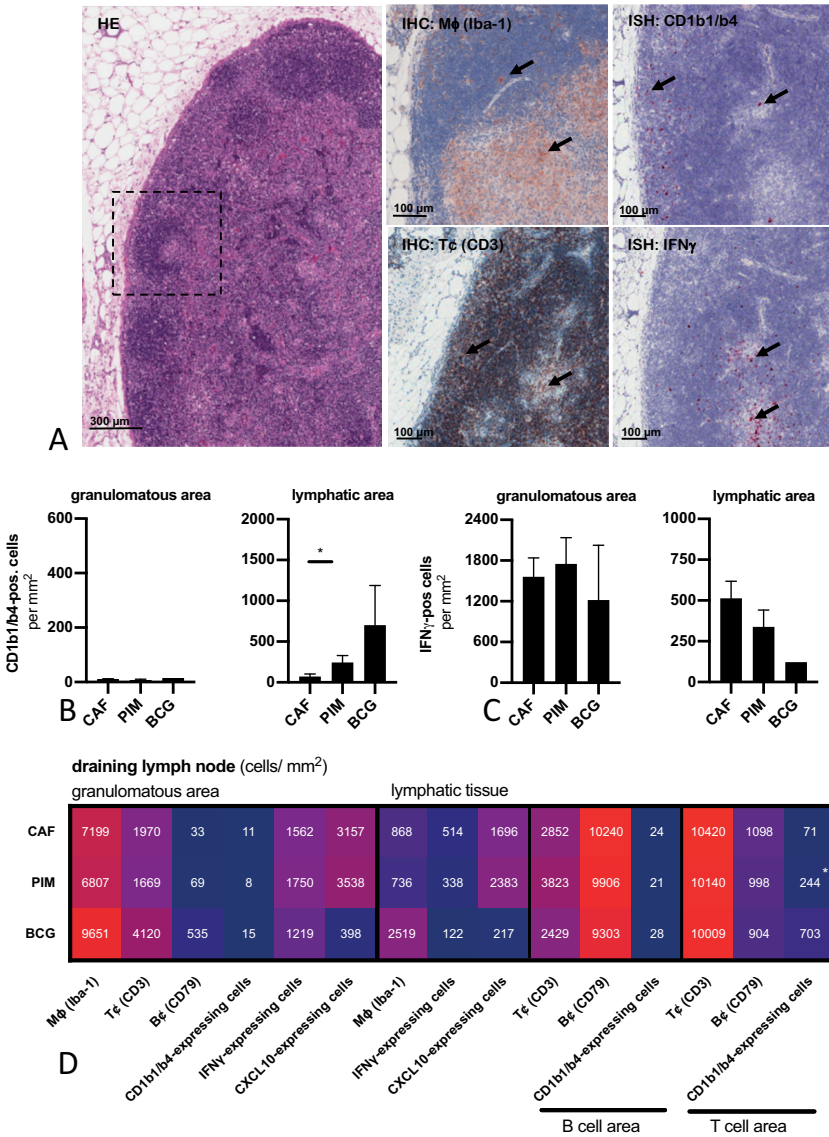 HE
300 µm
IHC: Mϕ (Iba-1)
100 µm
ISH: CD1b1/b4
100 µm
IHC: T¢ (CD3)
100 µm
ISH: IFNγ
100 µm
A
granulomatous area
CD1b1/b4-pos. cells
per mm²
600
400
200
0
CAF
PIM
BCG
lymphatic area
2000
1500
1000
500
0
*
CAF
PIM
BCG
B
granulomatous area
IFNγ-pos cells
per mm²
2400
1800
1200
600
0
CAF
PIM
BCG
lymphatic area
1000
750
500
250
0
CAF
PIM
BCG
C
draining lymph node (cells/ mm²)
granulomatous area lymphatic tissue
CAF 7199 1970 33 11 1562 3157 868 514 1696 2852 10240 24 10420 1098 71
PIM 6807 1669 69 8 1750 3538 736 338 2383 3823 9906 21 10140 998 244*
BCG 9651 4120 535 15 1219 398 2519 122 217 2429 9303 28 10009 904 703
Mϕ (Iba-1)
T¢ (CD3)
B¢ (CD79)
CD1b1/b4-expressing cells
IFNγ-expressing cells
CXCL10-expressing cells
Mϕ (Iba-1)
IFNγ-expressing cells
CXCL10-expressing cells
T¢ (CD3)
B¢ (CD79)
CD1b1/b4-expressing cells
T¢ (CD3)
B¢ (CD79)
CD1b1/b4-expressing cells
D
B cell area T cell area